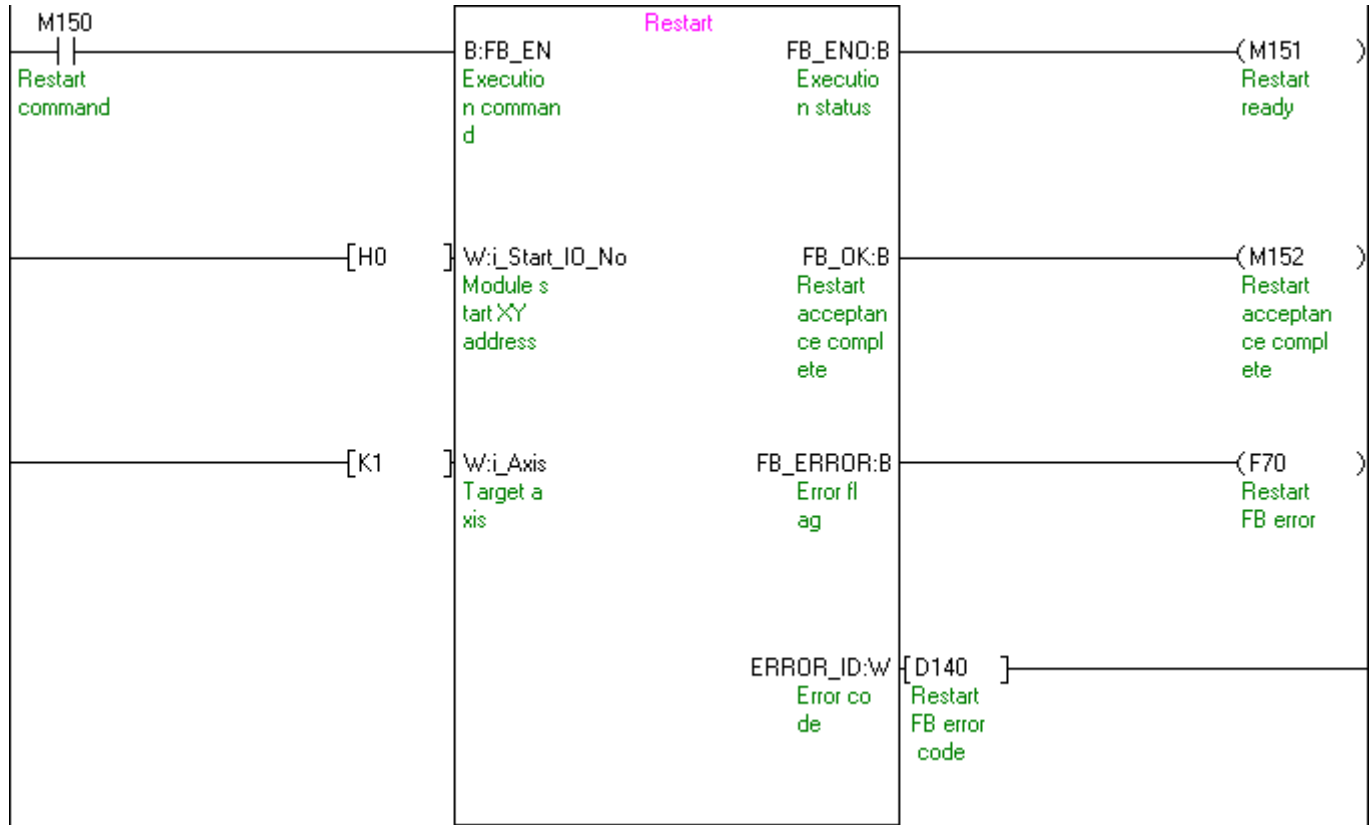 M150
Restart
command
Restart
B:FB_EN
Executio
n comman
d
FB_ENO:B
Executio
n status
(M151 )
Restart
ready
[H0 ]
W:i_Start_IO_No
Module s
tart XY
address
FB_OK:B
Restart
acceptan
ce compl
ete
(M152 )
Restart
acceptan
ce compl
ete
[K1 ]
W:i_Axis
Target a
xis
FB_ERROR:B
Error fl
ag
(F70 )
Restart
FB error
ERROR_ID:W
Error co
de
[D140 ]
Restart
FB error
code